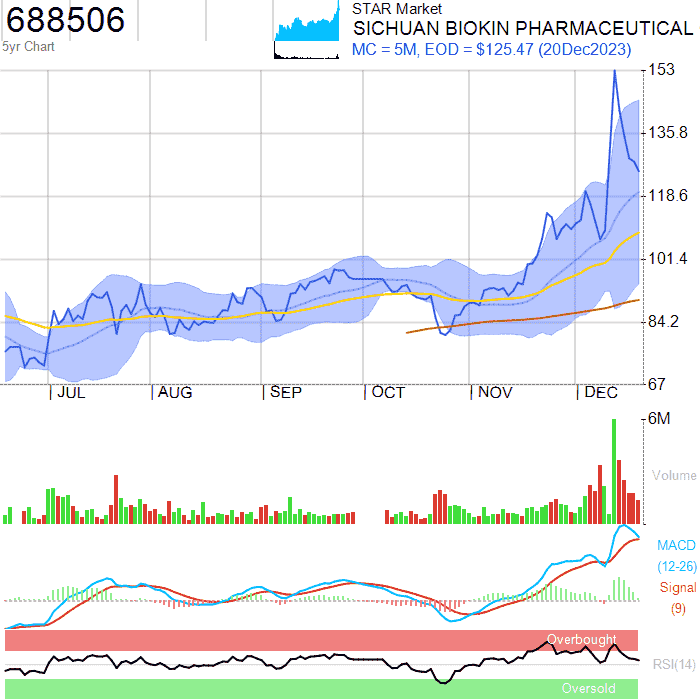 688506
5yr Chart
STAR Market
SICHUAN BIOKIN PHARMACEUTICAL
MC = 5M, EOD = $125.47 (20Dec2023)
153
135.8
118.6
101.4
84.2
67
JUL AUG SEP OCT NOV DEC
6M
Volume
MACD
(12-26)
Signal
(9)
Overbought
RSI(14)
Oversold